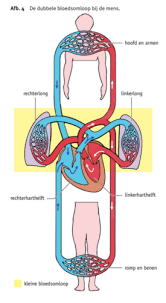 Afb. 4 De dubbele bloedsomloop bij de mens.
hoofd en armen
rechterlong
linkerlong
rechterharthelft
linkerharthelft
romp en benen
kleine bloedsomloop